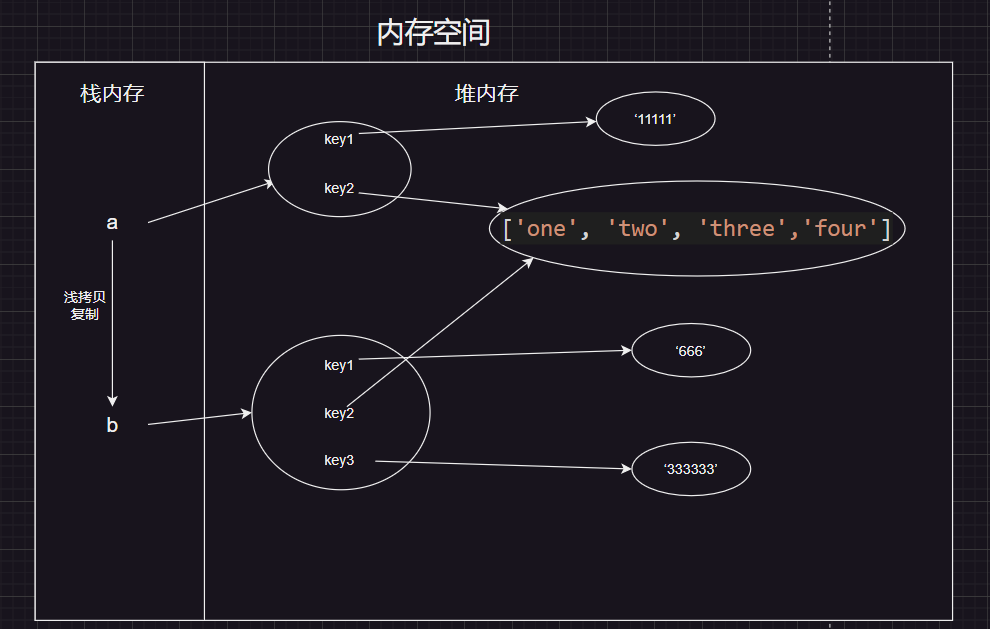 内存空间
栈内存
堆内存
key1
‘11111’
key2
a
['one', 'two', 'three','four']
浅拷贝
复制
key1
‘666’
key2
b
key3
‘333333’